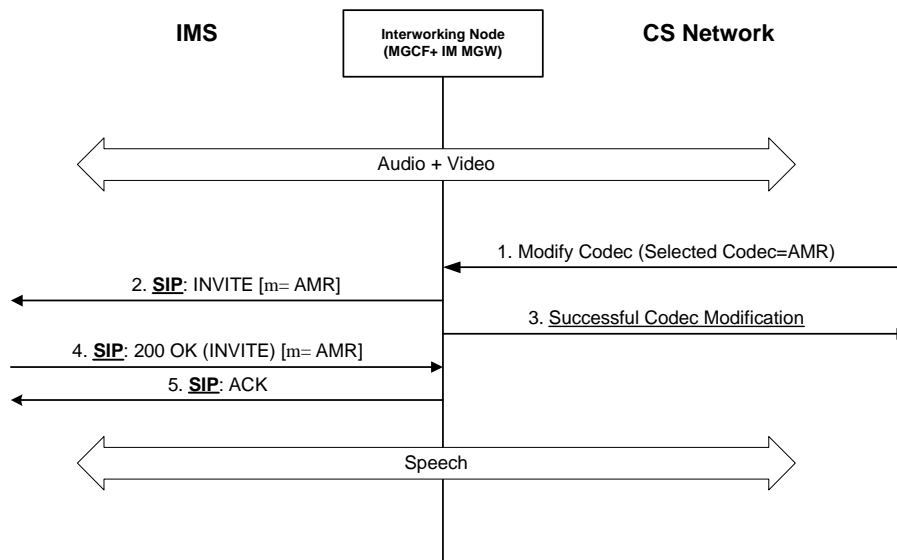 IMS
Interworking Node
(MGCF+ IM MGW)
CS Network
Audio + Video
1. Modify Codec (Selected Codec=AMR)
2. SIP: INVITE [m= AMR]
3. Successful Codec Modification
4. SIP: 200 OK (INVITE) [m= AMR]
5. SIP: ACK
Speech